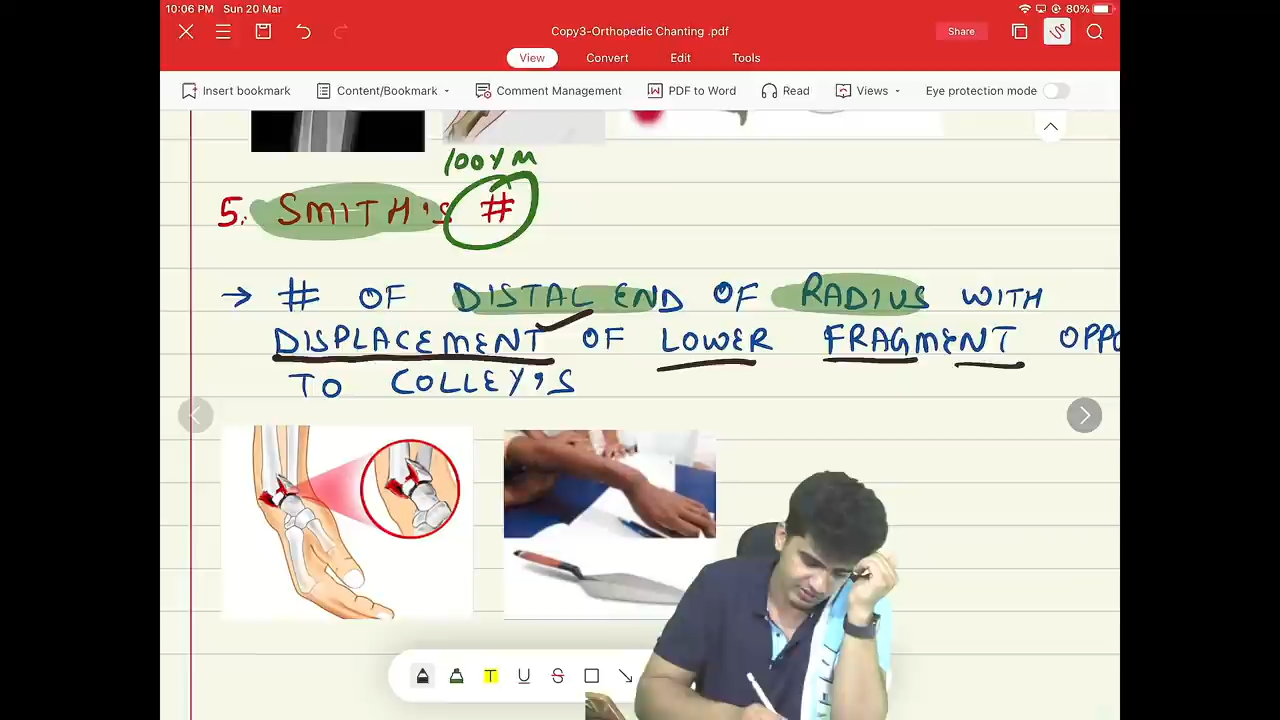 10:06 PM Sun 20 Mar 80%
Copy3-Orthopedic Chanting .pdf
Share
View Convert Edit Tools
Insert bookmark Content/Bookmark Comment Management PDF to Word Read Views Eye protection mode
100% M
5. SMITH'S #
→ # OF DISTAL END OF RADIUS WITH
DISPLACEMENT OF LOWER FRAGMENT OPPO
TO COLLEY'S
T U S